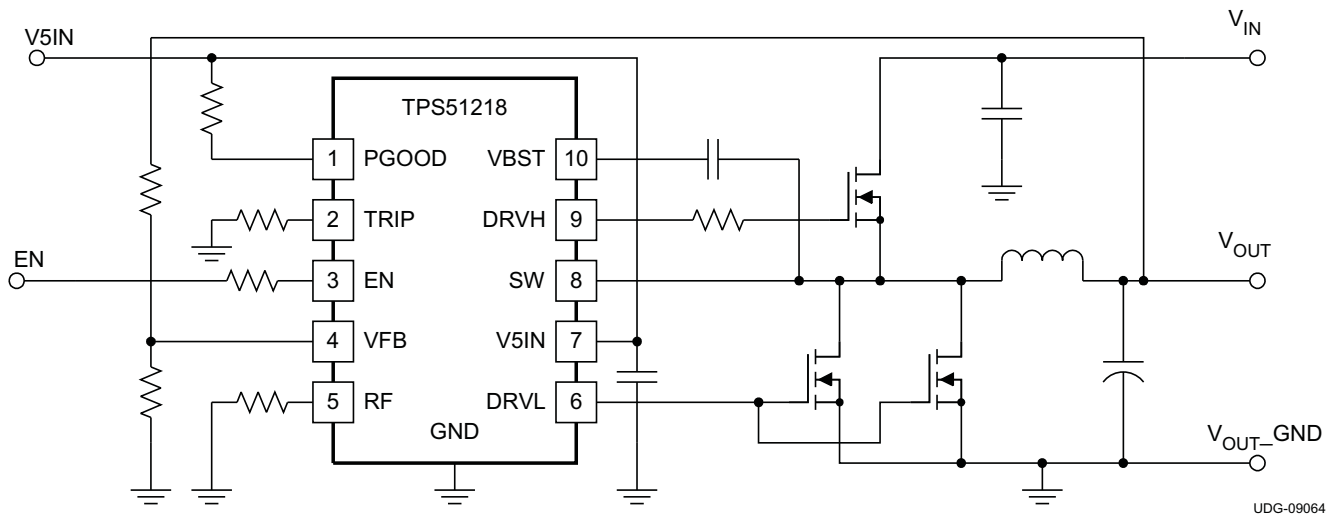 V5IN
VIN
TPS51218
1 PGOOD
VBST 10
2 TRIP
DRVH 9
EN
3 EN
SW 8
VOUT
4 VFB
V5IN 7
5 RF
DRVL 6
GND
VOUT_GND
UDG-09064